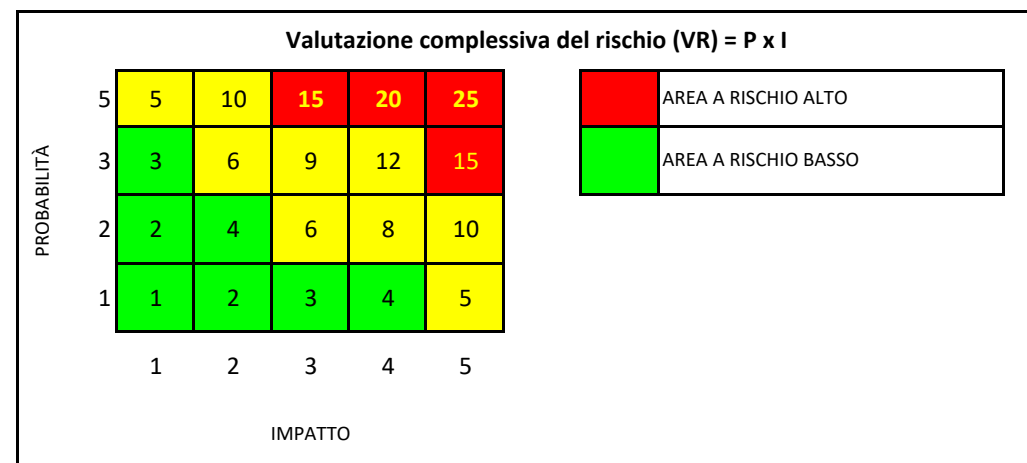 Valutazione complessiva del rischio (VR) = P x I
5 5 10 15 20 25
AREA A RISCHIO ALTO
PROBABILITÀ
3 3 6 9 12 15
AREA A RISCHIO BASSO
2 2 4 6 8 10
1 1 2 3 4 5
1 2 3 4 5
IMPATTO